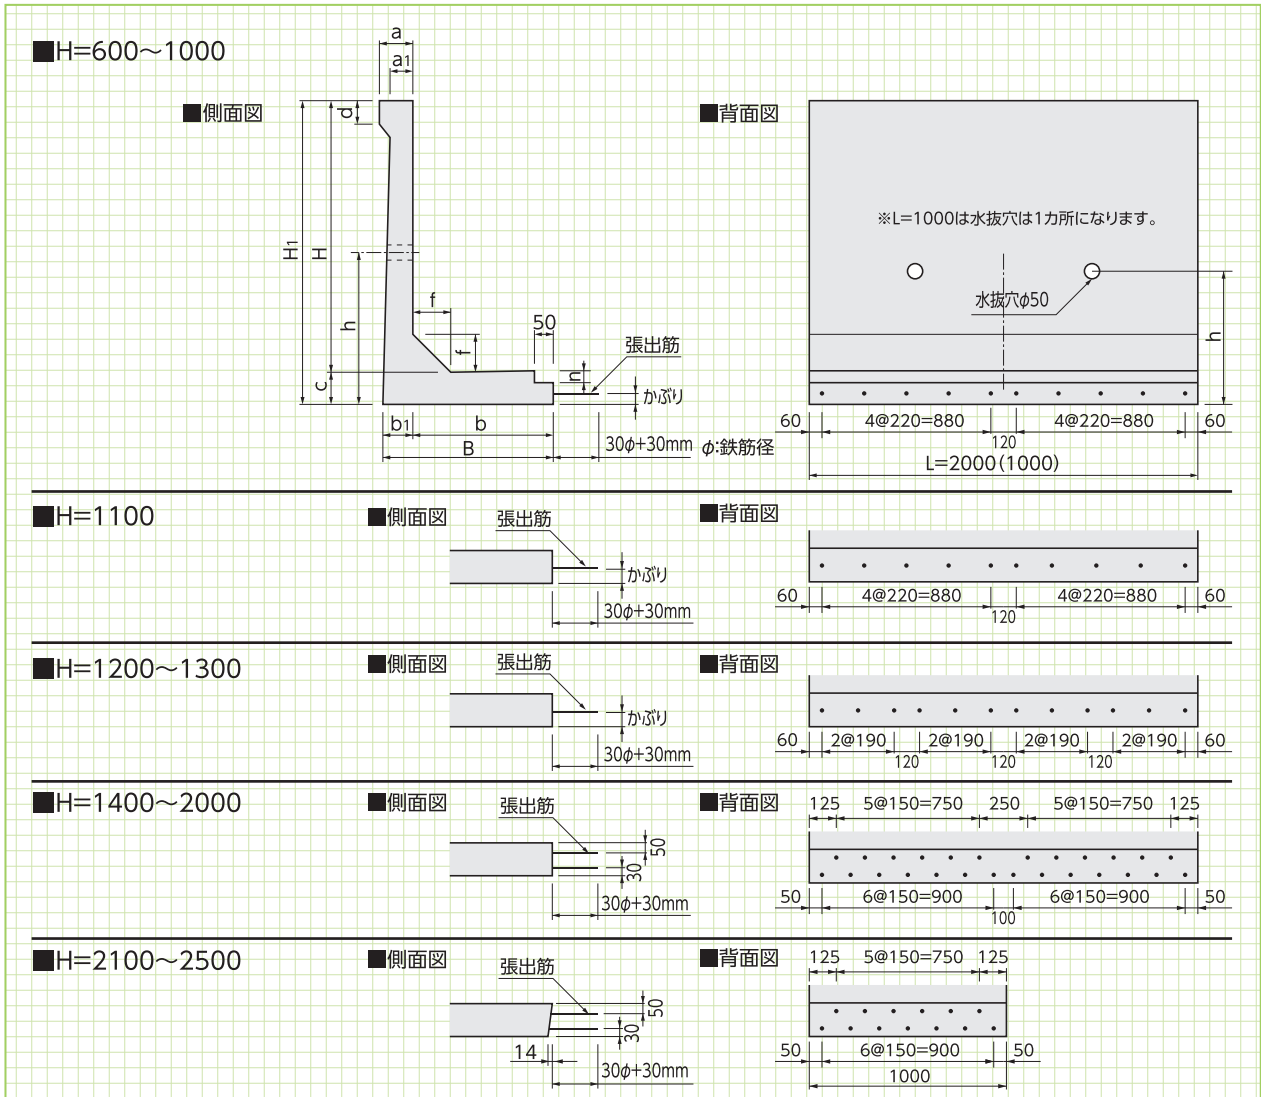 ■H=600～1000
■側面図
a
a1
d
H1
H
h
c
f
f
50
n
張出筋
かぶり
b1
b
B
30φ+30mm
φ:鉄筋径
■背面図
※L=1000は水抜穴は1カ所になります。
水抜穴φ50
h
60
4@220=880
120
4@220=880
60
L=2000(1000)
■H=1100
■側面図
張出筋
かぶり
30φ+30mm
■背面図
60
4@220=880
120
4@220=880
60
■H=1200～1300
■側面図
張出筋
かぶり
30φ+30mm
■背面図
60
2@190
120
2@190
120
2@190
120
2@190
60
■H=1400～2000
■側面図
張出筋
50
30
30φ+30mm
■背面図
125
5@150=750
250
5@150=750
125
50
6@150=900
100
6@150=900
50
■H=2100～2500
■側面図
張出筋
50
30
14
30φ+30mm
■背面図
125
5@150=750
125
50
6@150=900
50
1000